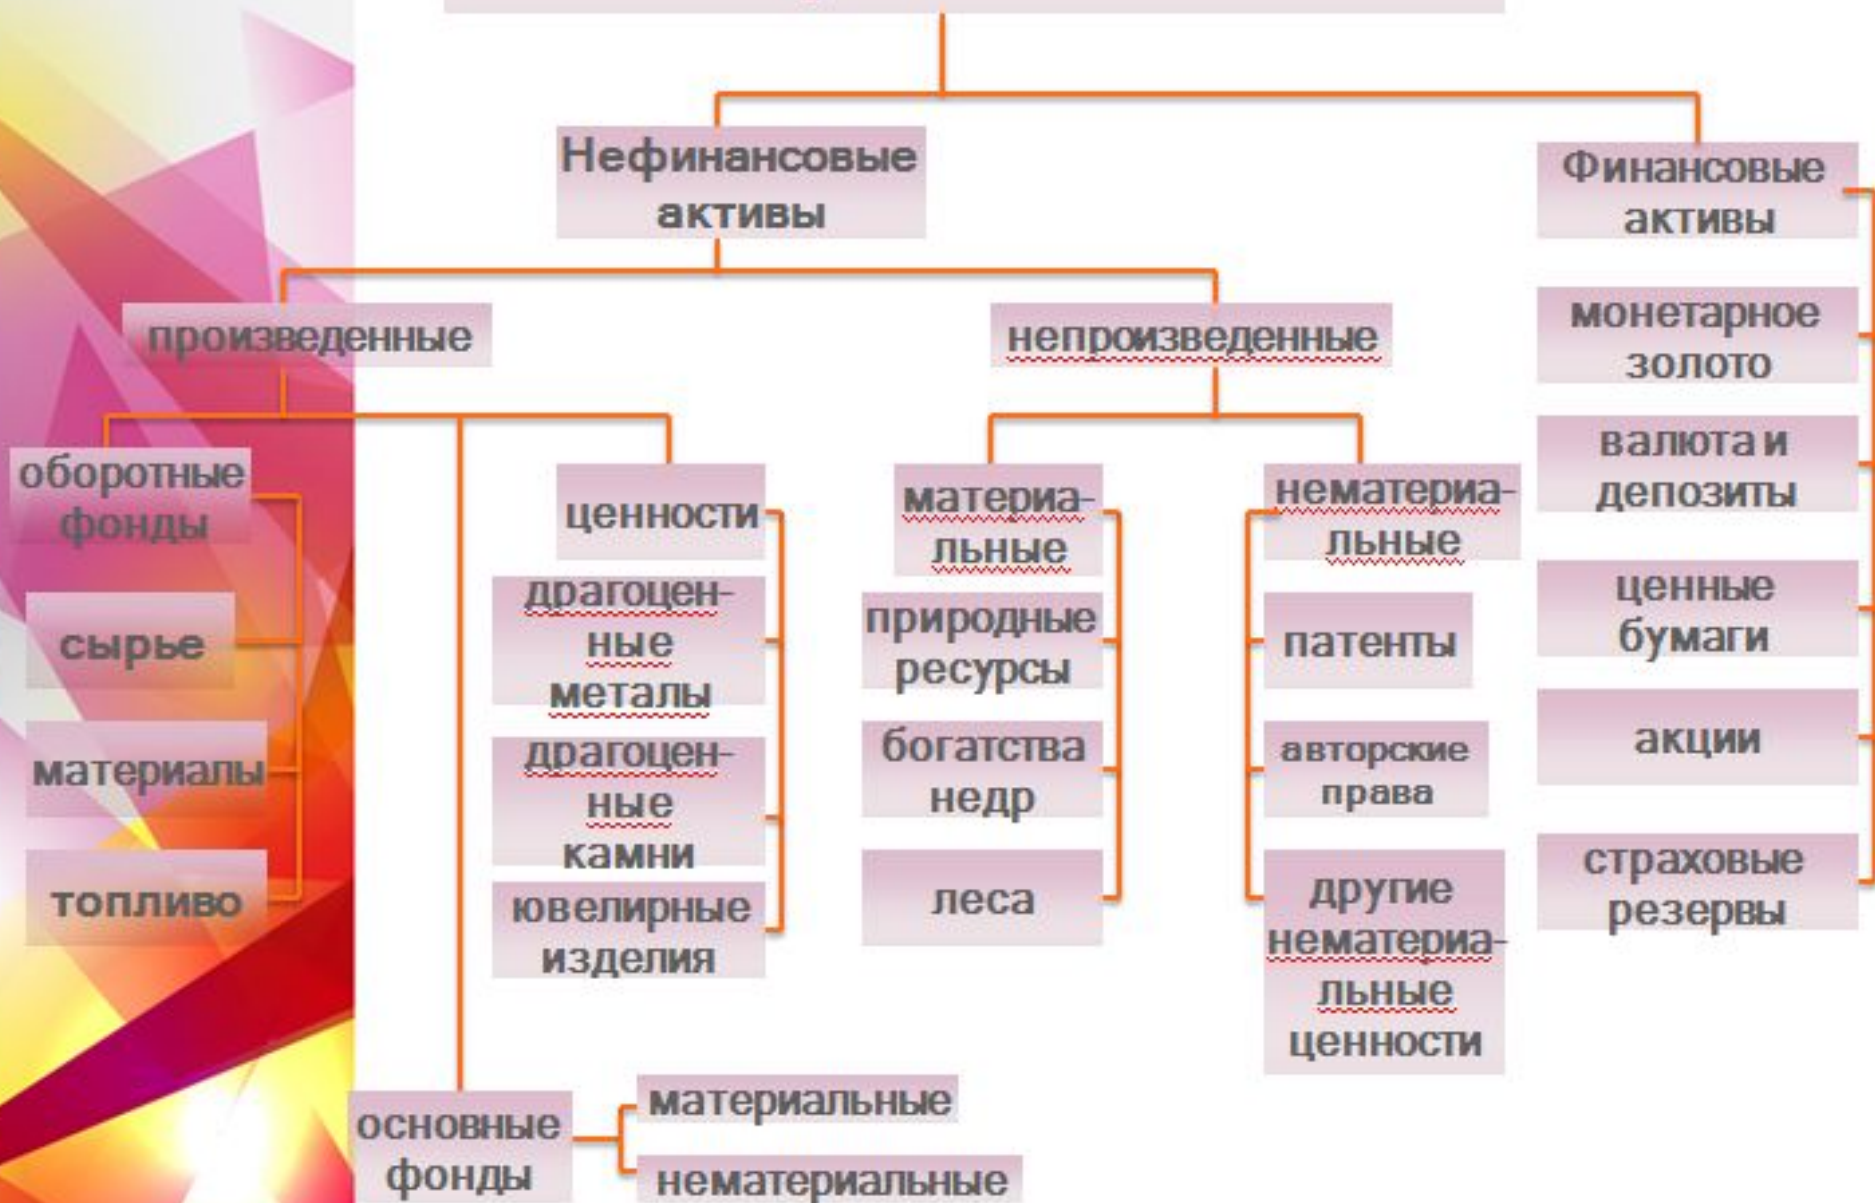 Нефинансовые
активы
Финансовые
активы
произведенные
непроизведенные
монетарное
золото
валюта и
депозиты
ценные
бумаги
акции
страховые
резервы
оборотные
фонды
сырье
материалы
топливо
ценности
драгоцен-
ные
металы
драгоцен-
ные
камни
ювелирные
изделия
материа-
льные
природные
ресурсы
богатства
недр
леса
нематериа-
льные
патенты
авторские
права
другие
нематериа-
льные
ценности
основные
фонды
материальные
нематериальные